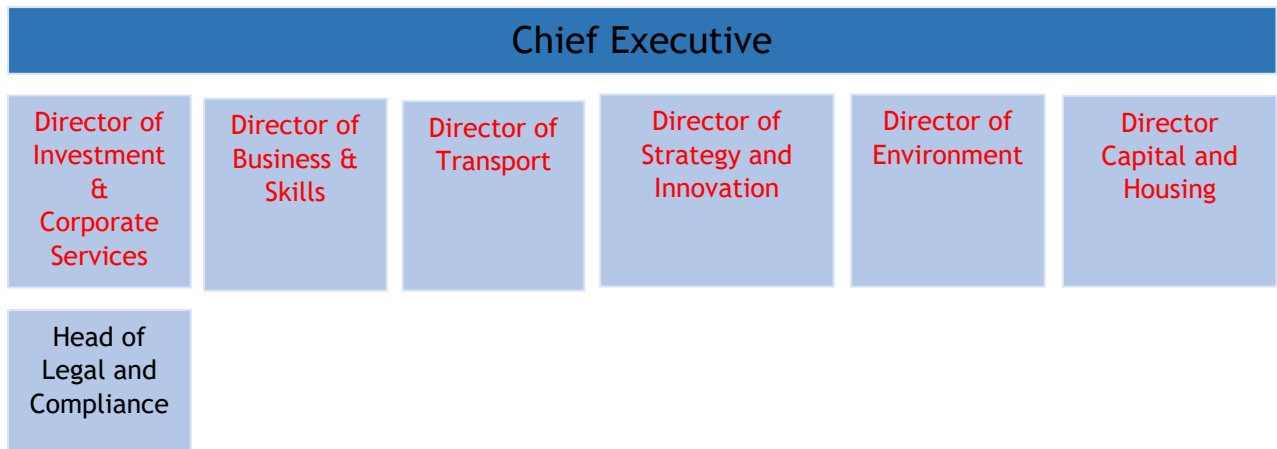 Chief Executive
Director of
Investment
&
Corporate
Services
Director of
Business &
Skills
Director of
Transport
Director of
Strategy and
Innovation
Director of
Environment
Director
Capital and
Housing
Head of
Legal and
Compliance